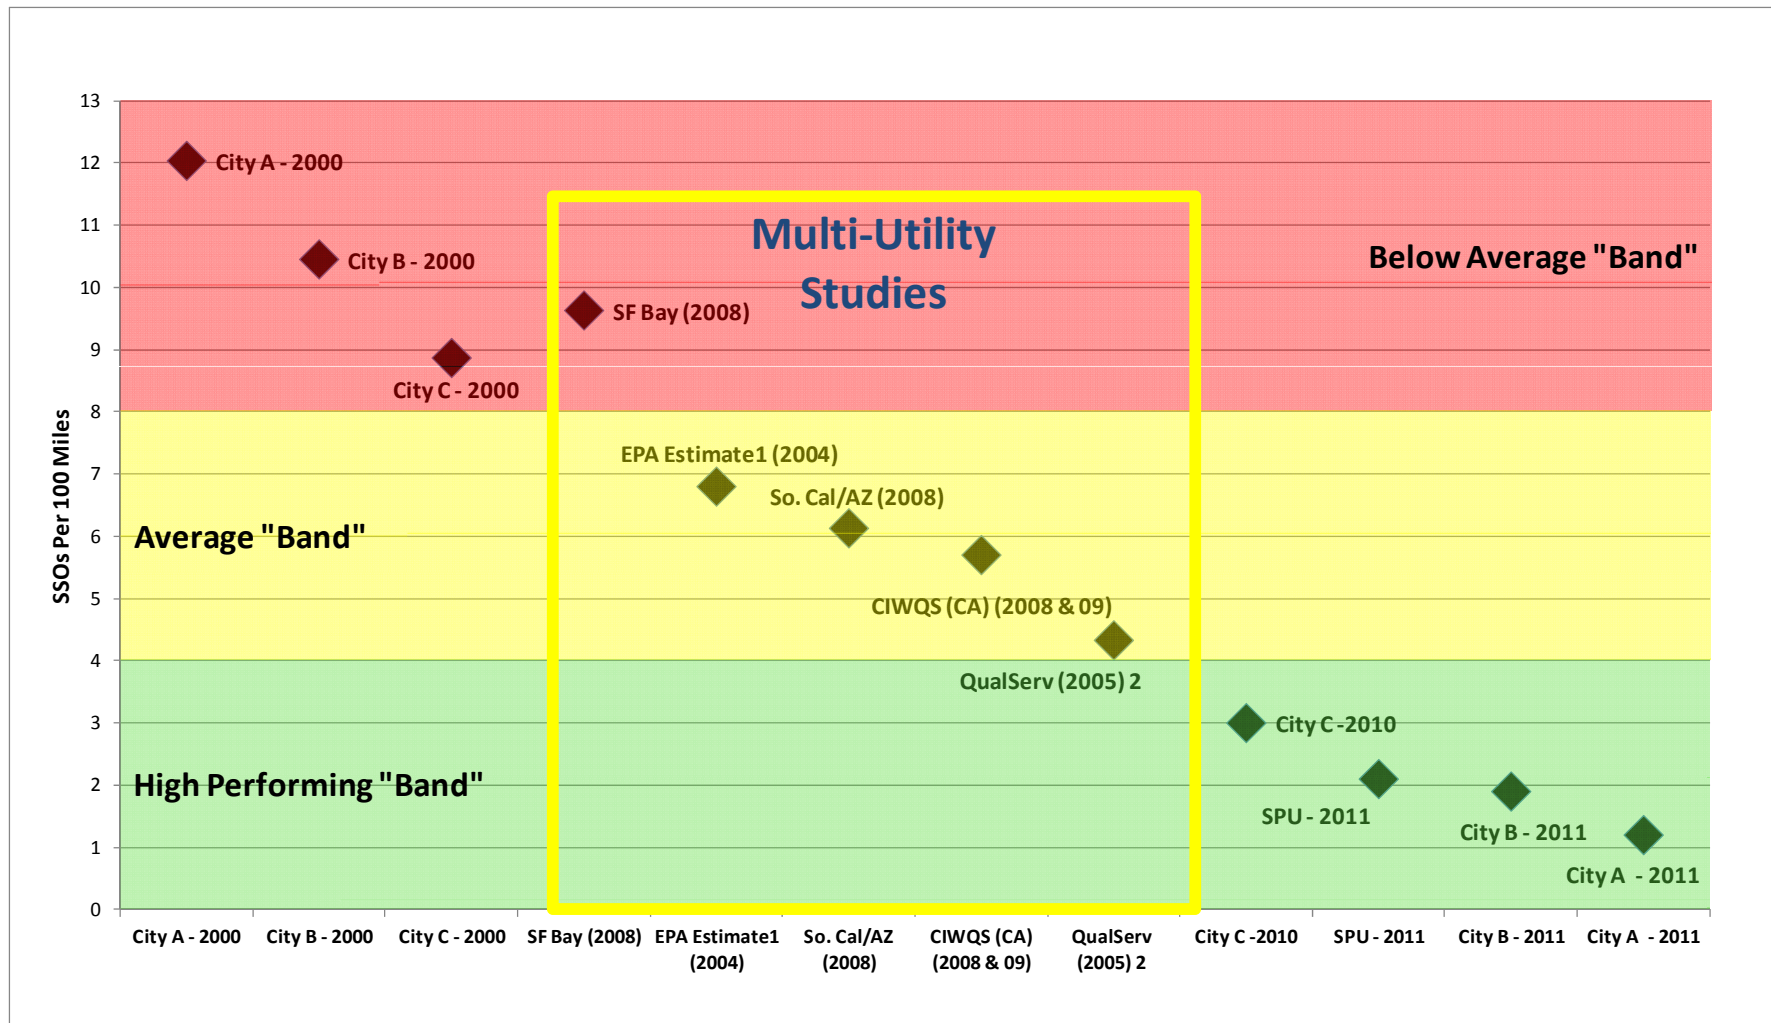 13
12
11
10
9
8
7
6
5
4
3
2
1
0
SSOs Per 100 Miles
City A - 2000
City B - 2000
City C - 2000
SF Bay (2008)
Multi-Utility
Studies
Below Average "Band"
EPA Estimate1 (2004)
So. Cal/AZ (2008)
CIWQS (CA) (2008 & 09)
QualServ (2005) 2
Average "Band"
High Performing "Band"
City C -2010
SPU - 2011
City B - 2011
City A  - 2011
City A - 2000
City B - 2000
City C - 2000
SF Bay (2008)
EPA Estimate1
(2004)
So. Cal/AZ
(2008)
CIWQS (CA)
(2008 & 09)
QualServ
(2005) 2
City C -2010
SPU - 2011
City B - 2011
City A  - 2011